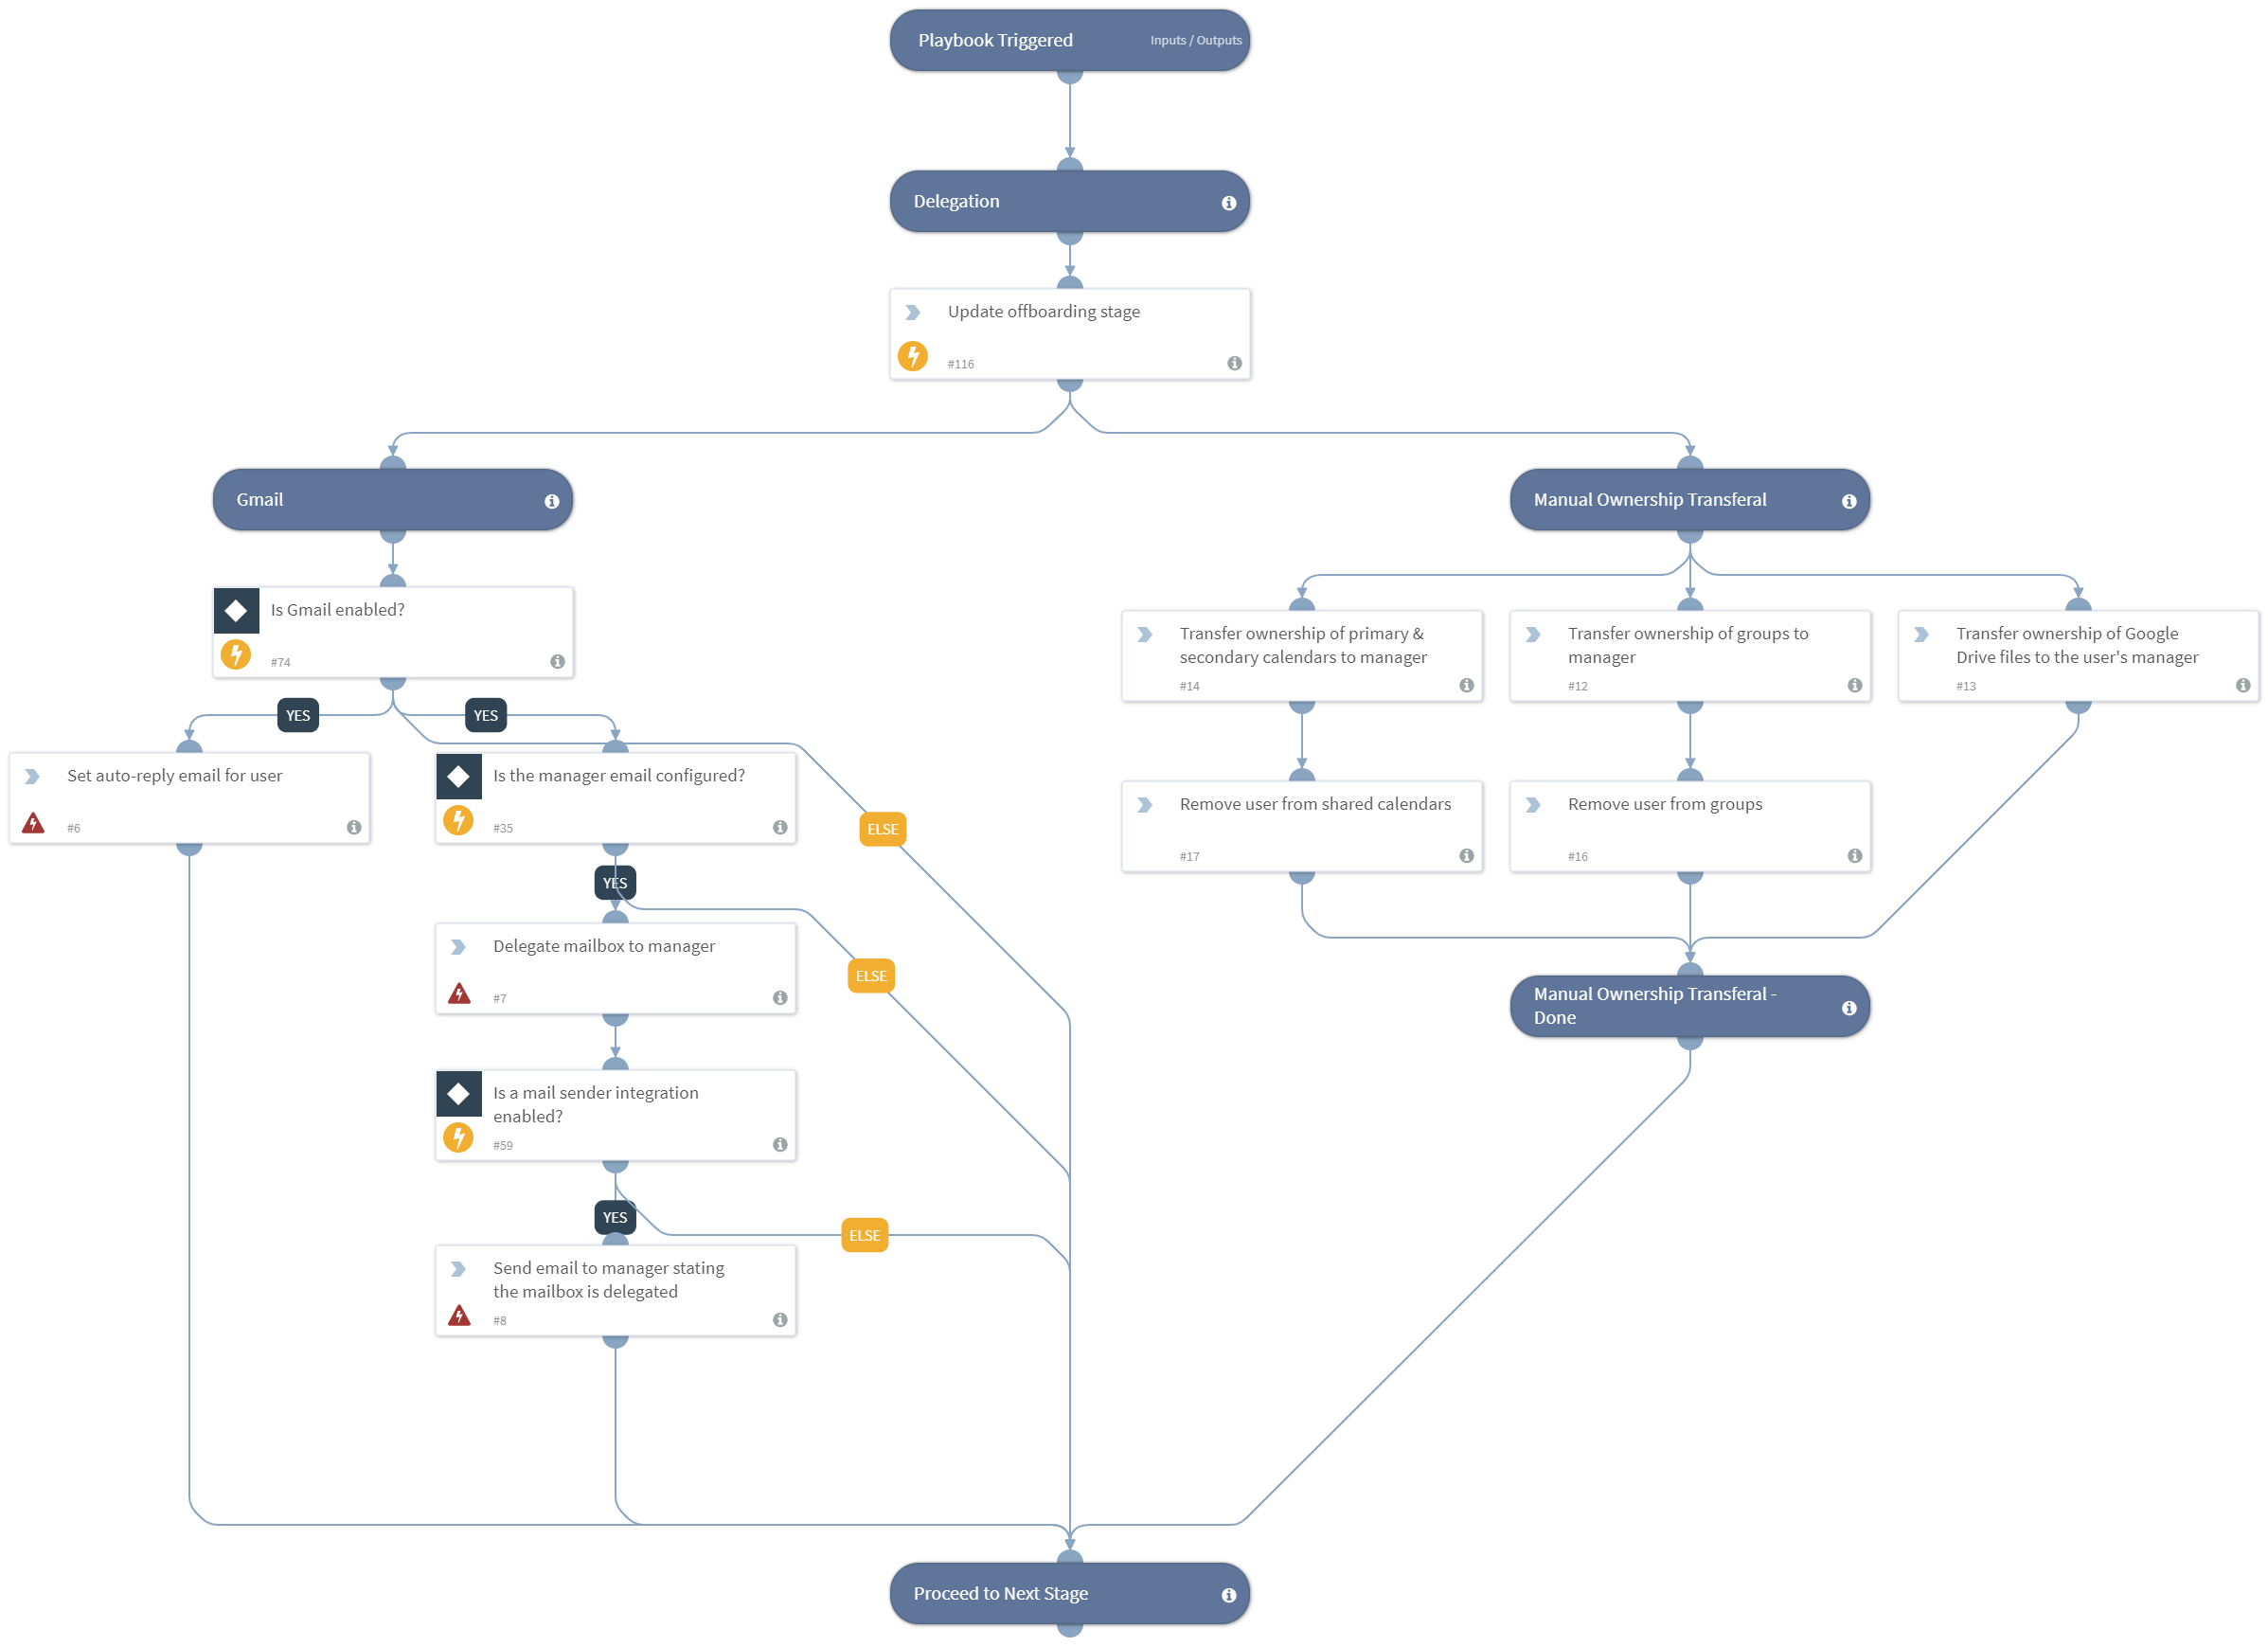 Playbook Triggered
Inputs / Outputs
Delegation
Update offboarding stage
#116
Gmail
Manual Ownership Transferal
Is Gmail enabled?
#74
Transfer ownership of primary &
secondary calendars to manager
#14
Transfer ownership of groups to
manager
#12
Transfer ownership of Google
Drive files to the user's manager
#13
YES
YES
Set auto-reply email for user
#6
Is the manager email configured?
#35
ELSE
Remove user from shared calendars
#17
Remove user from groups
#16
YES
Delegate mailbox to manager
#7
ELSE
Manual Ownership Transferal -
Done
Is a mail sender integration
enabled?
#59
YES
ELSE
Send email to manager stating
the mailbox is delegated
#8
Proceed to Next Stage